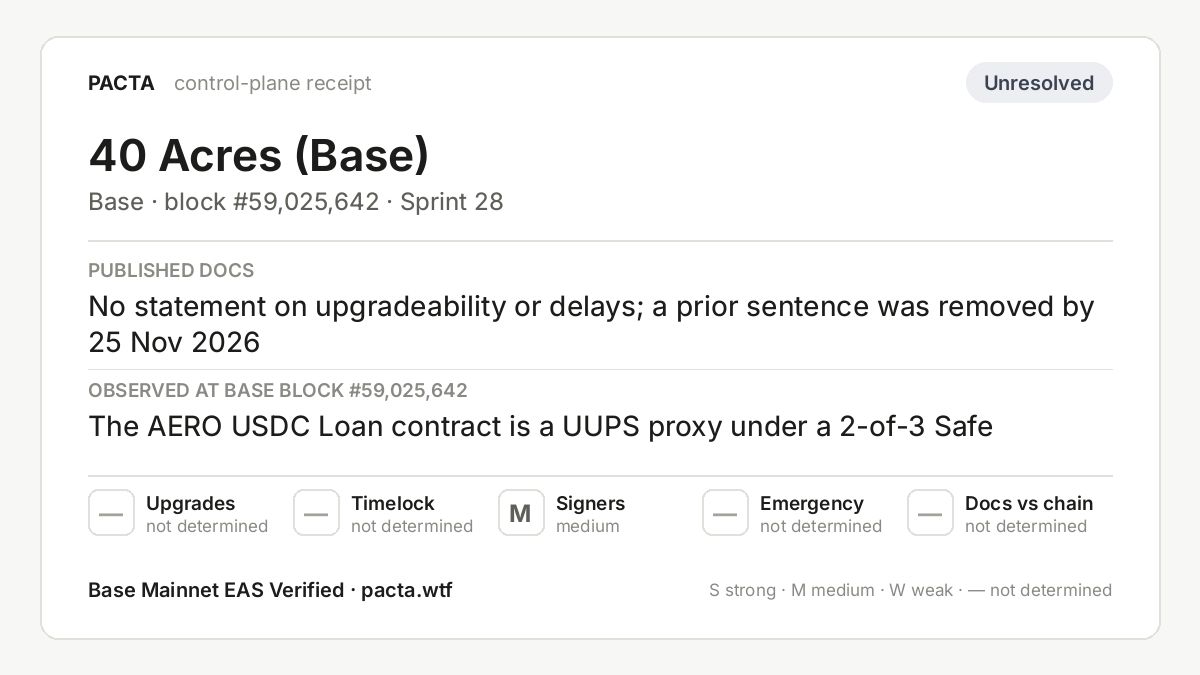 PACTA control-plane receipt
Unresolved
40 Acres (Base)
Base · block #59,025,642 · Sprint 28
PUBLISHED DOCS
No statement on upgradeability or delays; a prior sentence was removed by
25 Nov 2026
OBSERVED AT BASE BLOCK #59,025,642
The AERO USDC Loan contract is a UUPS proxy under a 2-of-3 Safe
— Upgrades
not determined
— Timelock
not determined
M Signers
medium
— Emergency
not determined
— Docs vs chain
not determined
Base Mainnet EAS Verified · pacta.wtf
S strong · M medium · W weak · — not determined